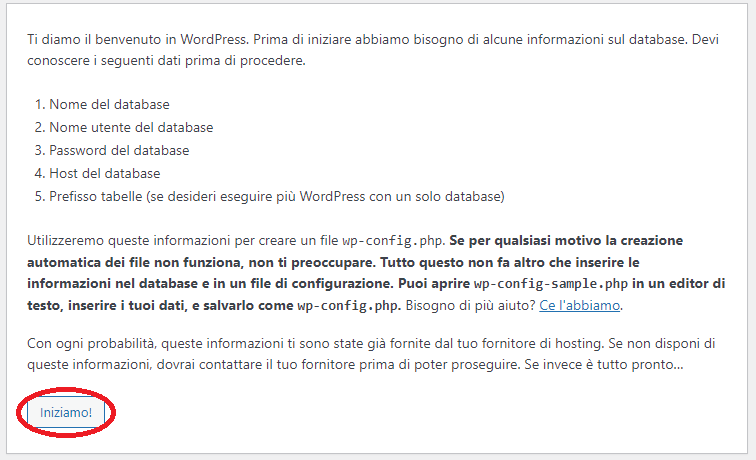 Ti diamo il benvenuto in WordPress. Prima di iniziare abbiamo bisogno di alcune informazioni sul database. Devi
conoscere i seguenti dati prima di procedere.
1. Nome del database
2. Nome utente del database
3. Password del database
4. Host del database
5. Prefisso tabelle (se desideri eseguire più WordPress con un solo database)
Utilizzeremo queste informazioni per creare un file wp-config.php. Se per qualsiasi motivo la creazione
automatica dei file non funziona, non ti preoccupare. Tutto questo non fa altro che inserire le
informazioni nel database e in un file di configurazione. Puoi aprire wp-config-sample.php in un editor di
testo, inserire i tuoi dati, e salvarlo come wp-config.php. Bisogno di più aiuto? Ce l'abbiamo.
Con ogni probabilità, queste informazioni ti sono state già fornite dal tuo fornitore di hosting. Se non disponi di
queste informazioni, dovrai contattare il tuo fornitore prima di poter proseguire. Se invece è tutto pronto…
Iniziamo!